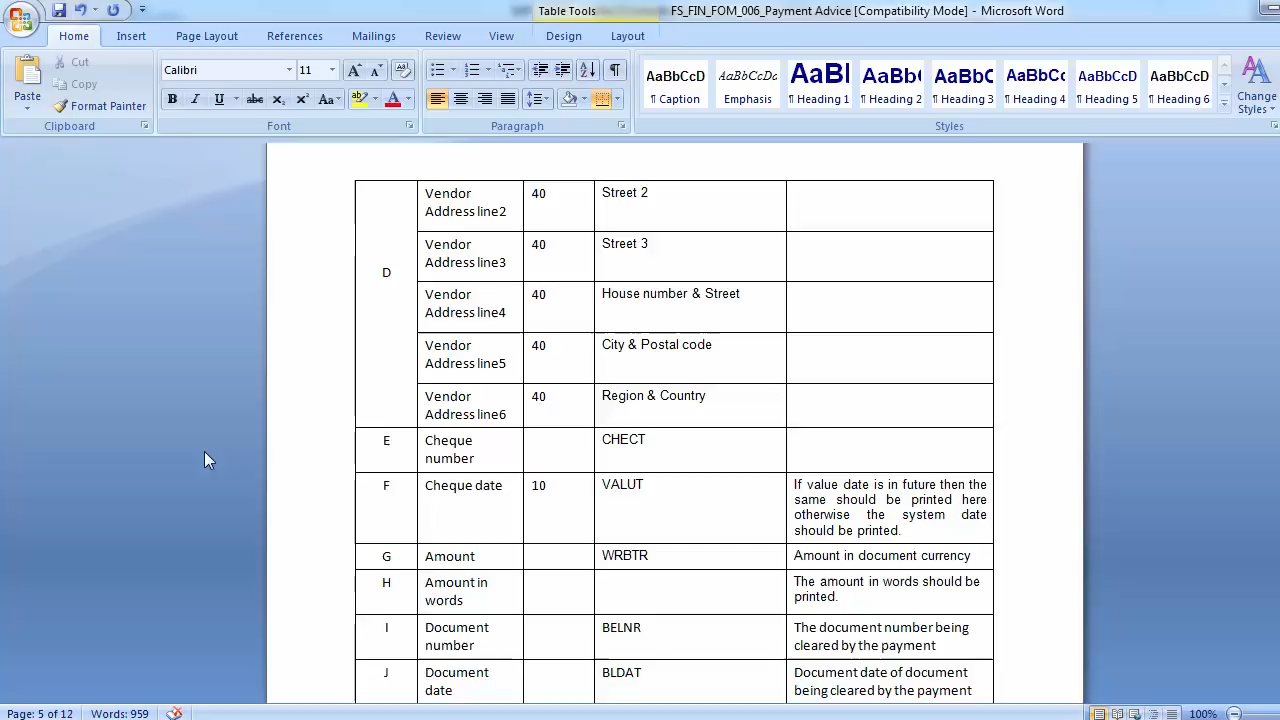 Table Tools
FS_FIN_FOM_006_Payment Advice [Compatibility Mode] - Microsoft Word
Home Insert Page Layout References Mailings Review View Design Layout
Paste
Cut
Copy
Format Painter
Clipboard
Calibri 11
B I U abc X₂ X² Aa
Font
Paragraph
AaBbCcD AaBbCcDc AaBl AaBb( AaBbC AaBbCc AaBbCcD AaBbCcD
¶ Caption Emphasis ¶ Heading 1 ¶ Heading 2 ¶ Heading 3 ¶ Heading 4 ¶ Heading 5 ¶ Heading 6
Change
Styles
Styles
D
Vendor
Address line2
40
Street 2
Vendor
Address line3
40
Street 3
Vendor
Address line4
40
House number & Street
Vendor
Address line5
40
City & Postal code
Vendor
Address line6
40
Region & Country
E
Cheque
number
CHECT
F
Cheque date
10
VALUT
If value date is in future then the
same should be printed here
otherwise the system date
should be printed.
G
Amount
WRBTR
Amount in document currency
H
Amount in
words
The amount in words should be
printed.
I
Document
number
BELNR
The document number being
cleared by the payment
J
Document
date
BLDAT
Document date of document
being cleared by the payment
Page: 5 of 12 Words: 959
100%